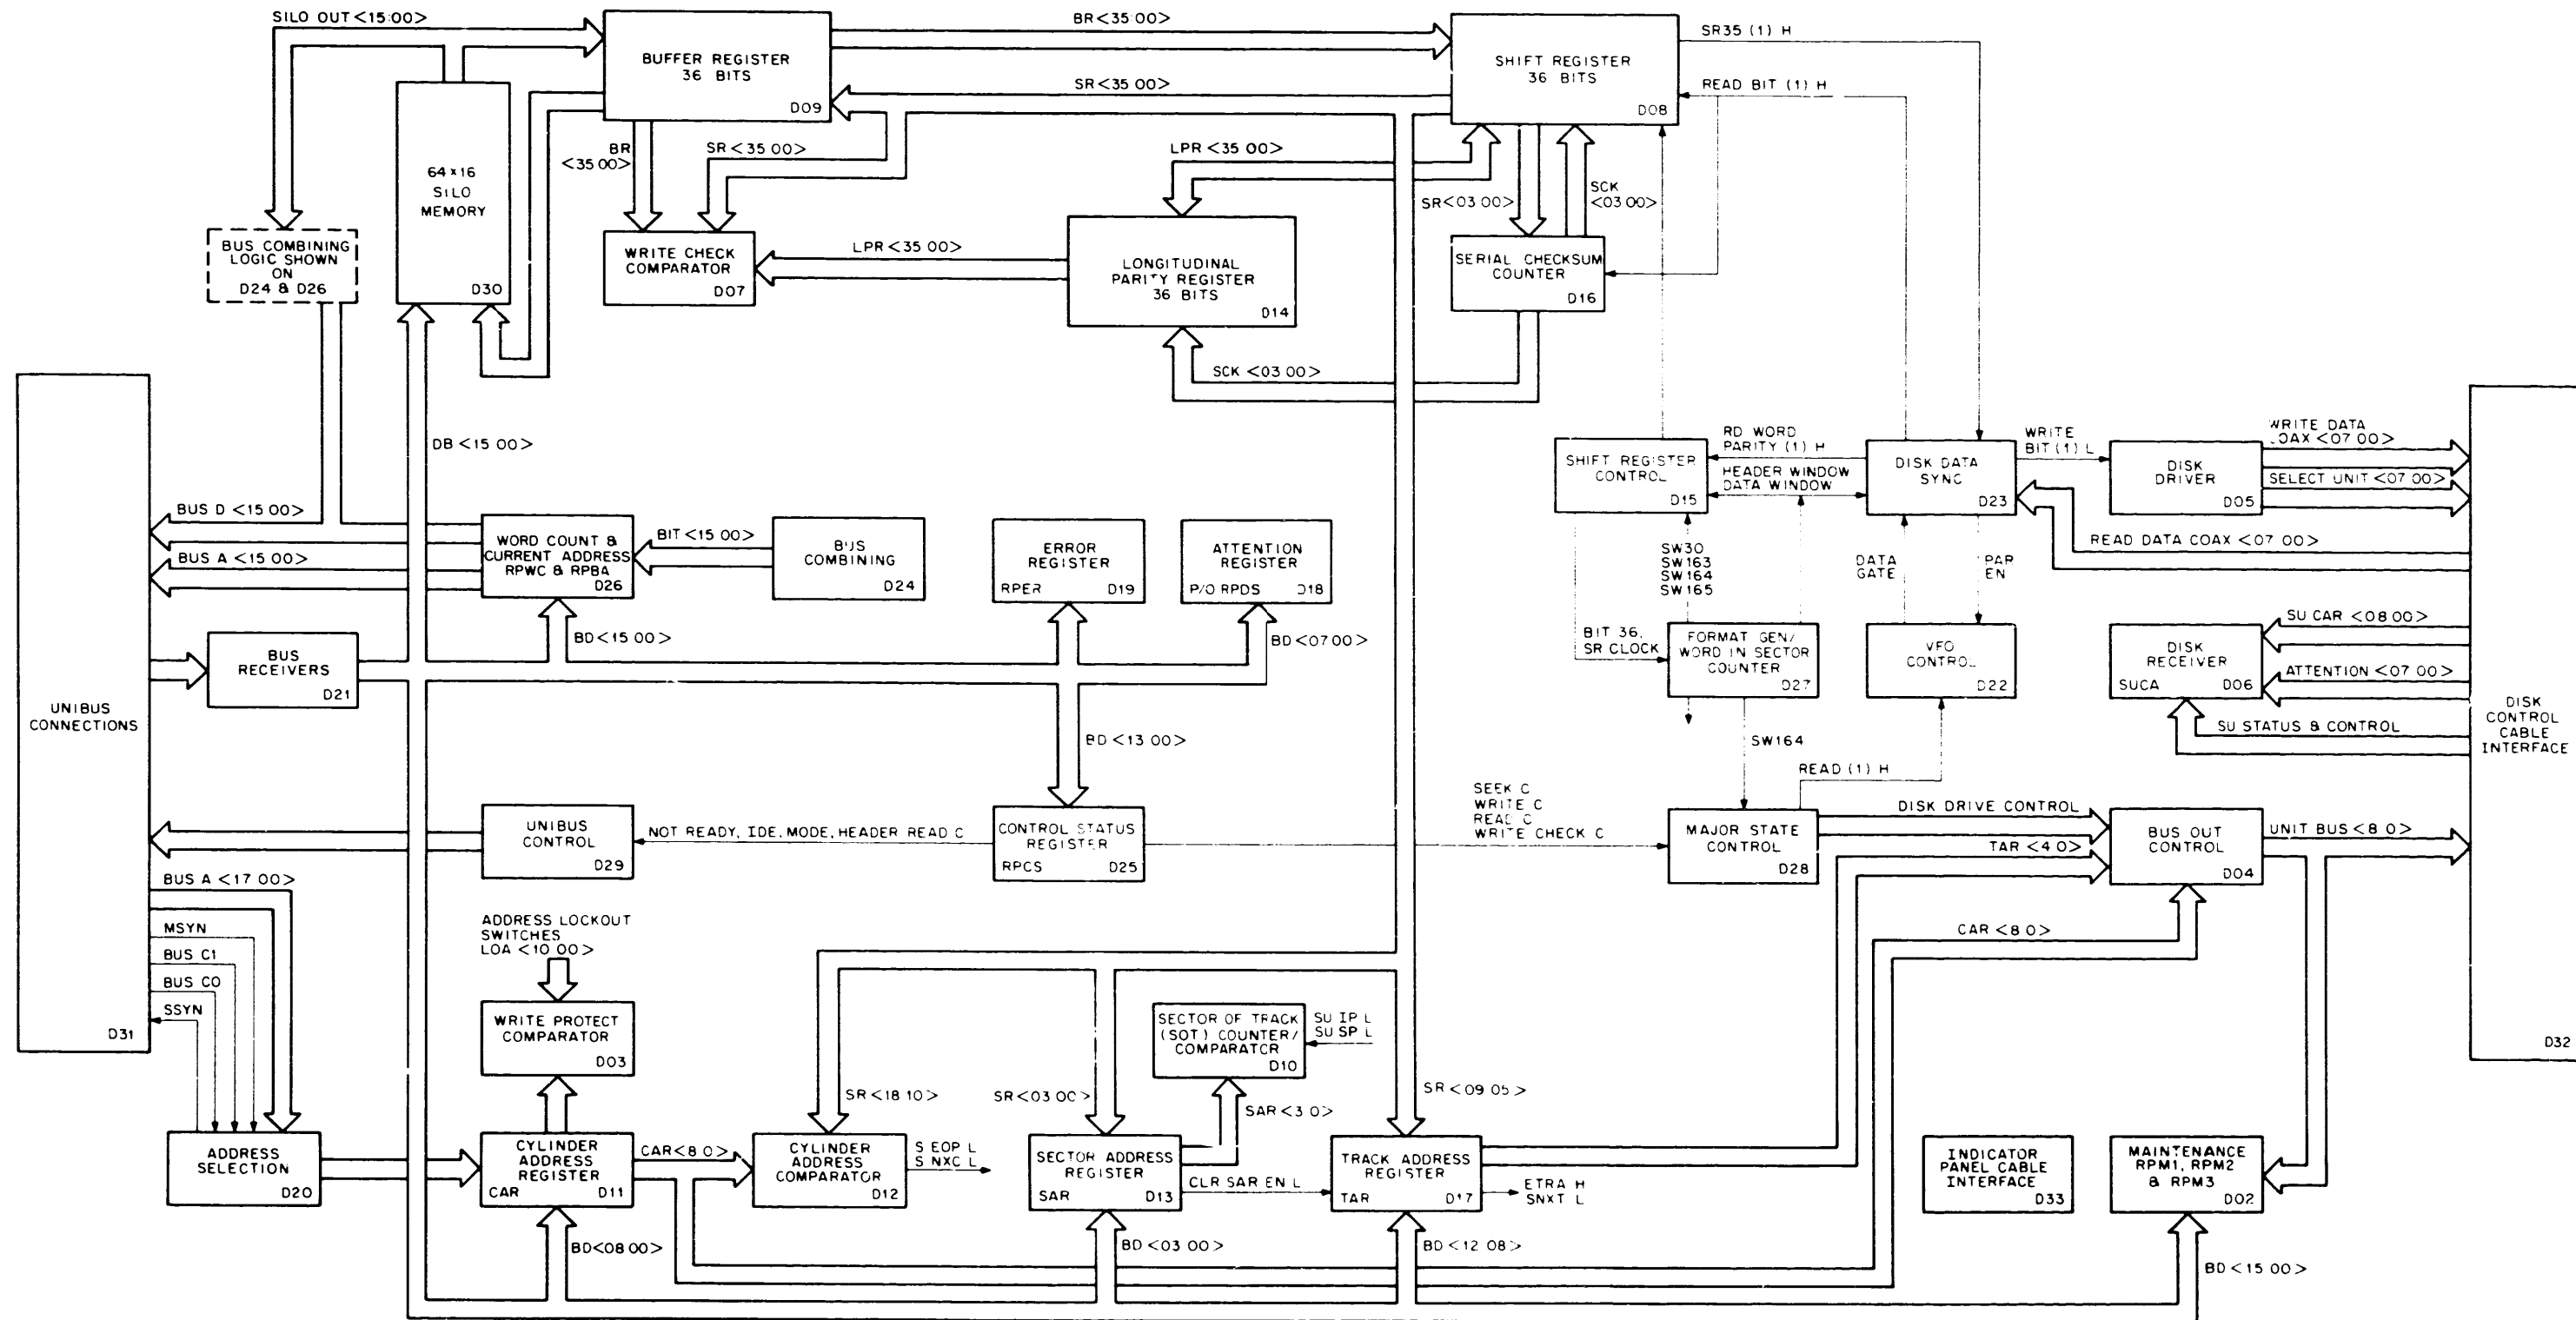 SILO OUT <15:00>
BR<35:00>
BUFFER REGISTER
36 BITS
D09
SHIFT REGISTER
36 BITS
D08
SR35 (1) H
READ BIT (1) H
SR<35:00>
64×16
SILO
MEMORY
D30
BR
<35 00>
SR<35 00>
LPR<35 00>
SR<03 00>
SCK
<03 00>
BUS COMBINING
LOGIC SHOWN
ON
D24 & D26
WRITE CHECK
COMPARATOR
D07
LPR<35 00>
LONGITUDINAL
PARITY REGISTER
36 BITS
D14
SERIAL CHECKSUM
COUNTER
D16
SCK <03 00>
UNIBUS
CONNECTIONS
D31
DB <15 00>
SHIFT REGISTER
CONTROL
D15
RD WORD
PARITY (1) H
HEADER WINDOW
DATA WINDOW
DISK DATA
SYNC
D23
WRITE
BIT (1) L
DISK
DRIVER
D05
WRITE DATA
COAX <07 00>
SELECT UNIT <07 00>
READ DATA COAX <07 00>
BUS D <15 00>
BUS A <15 00>
WORD COUNT &
CURRENT ADDRESS
RPWC & RPBA
D26
BIT <15 00>
BUS
COMBINING
D24
ERROR
REGISTER
RPER D19
ATTENTION
REGISTER
P/O RPDS D18
SW30
SW163
SW164
SW165
DATA
GATE
PAR
EN
BUS
RECEIVERS
D21
BD<15 00>
BD<07 00>
BIT 36,
SR CLOCK
FORMAT GEN/
WORD IN SECTOR
COUNTER
D27
VFO
CONTROL
D22
DISK
RECEIVER
SUCA D06
SU CAR <08 00>
ATTENTION <07 00>
SU STATUS & CONTROL
DISK
CONTROL
CABLE
INTERFACE
D32
BD <13 00>
SW164
READ (1) H
UNIBUS
CONTROL
D29
NOT READY, IDE, MODE, HEADER READ C
CONTROL STATUS
REGISTER
RPCS D25
SEEK C
WRITE C
READ C
WRITE CHECK C
MAJOR STATE
CONTROL
D28
DISK DRIVE CONTROL
TAR <4 0>
BUS OUT
CONTROL
D04
UNIT BUS <8 0>
BUS A <17 00>
MSYN
BUS C1
BUS C0
SSYN
ADDRESS LOCKOUT
SWITCHES
LOA <10 00>
CAR <8 0>
WRITE PROTECT
COMPARATOR
D03
SECTOR OF TRACK
(SOT) COUNTER/
COMPARATOR
D10
SU IP L
SU SP L
SR<18 10>
SR<03 00>
SAR<3 0>
SR <09 05>
ADDRESS
SELECTION
D20
CYLINDER
ADDRESS
REGISTER
CAR D11
CAR<8 0>
CYLINDER
ADDRESS
COMPARATOR
D12
S EOP L
S NXC L
SECTOR ADDRESS
REGISTER
SAR D13
CLR SAR EN L
TRACK ADDRESS
REGISTER
TAR D17
ETRA H
SNXT L
INDICATOR
PANEL CABLE
INTERFACE
D33
MAINTENANCE
RPM1, RPM2
& RPM3
D02
BD<08 00>
BD <03 00>
BD <12 08>
BD <15 00>